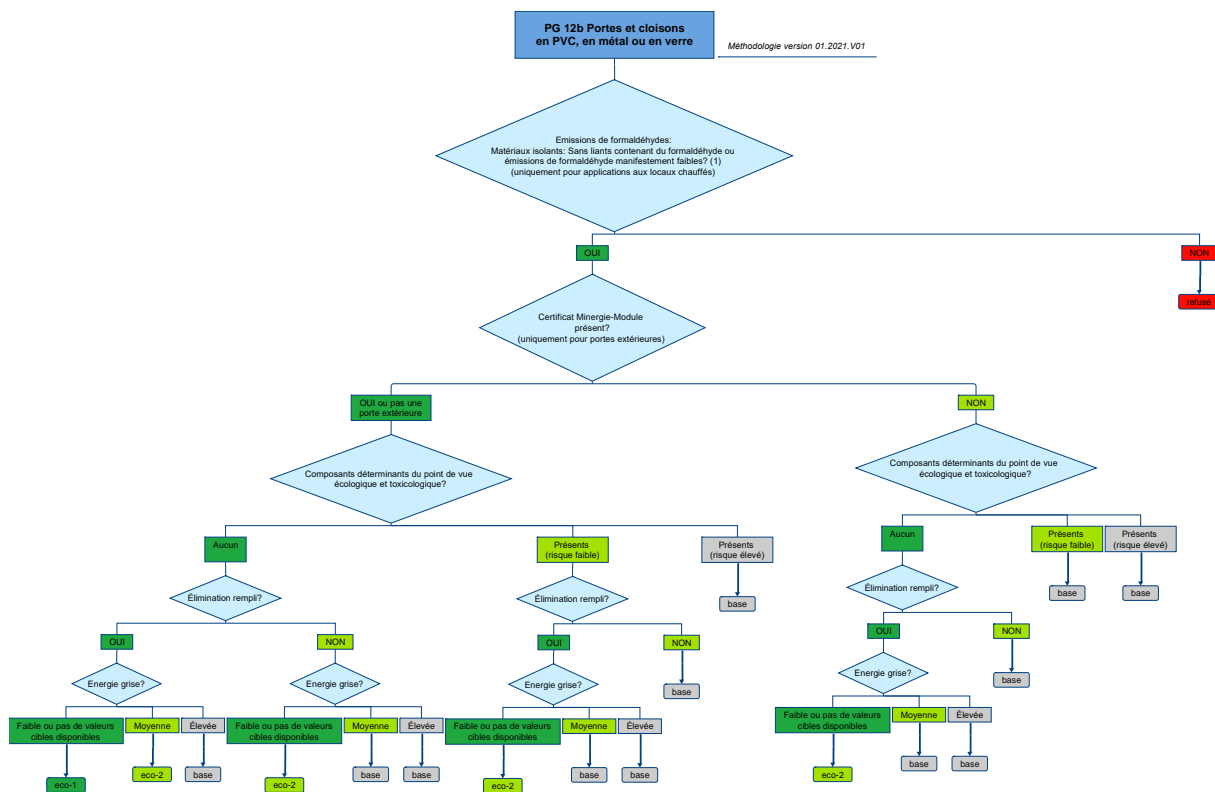 PG 12b Portes et cloisons
en PVC, en métal ou en verre
Méthodologie version 01.2021.V01
Emissions de formaldéhydes:
Matériaux isolants: Sans liants contenant du formaldéhyde ou
émissions de formaldéhyde manifestement faibles? (1)
(uniquement pour applications aux locaux chauffés)
OUI
NON
refusé
Certificat Minergie-Module
présent?
(uniquement pour portes extérieures)
OUI ou pas une
porte extérieure
NON
Composants déterminants du point de vue
écologique et toxicologique?
Composants déterminants du point de vue
écologique et toxicologique?
Aucun
Présents
(risque faible)
Présents
(risque élevé)
base
Aucun
Présents
(risque faible)
Présents
(risque élevé)
base
base
Élimination rempli?
Élimination rempli?
Élimination rempli?
OUI
NON
OUI
NON
base
OUI
NON
base
Energie grise?
Energie grise?
Energie grise?
Energie grise?
Faible ou pas de valeurs
cibles disponibles
Moyenne
Élevée
Faible ou pas de valeurs
cibles disponibles
Moyenne
Élevée
Faible ou pas de valeurs
cibles disponibles
Moyenne
Élevée
Faible ou pas de valeurs
cibles disponibles
Moyenne
Élevée
eco-1
eco-2
base
eco-2
base
base
eco-2
base
base
eco-2
base
base